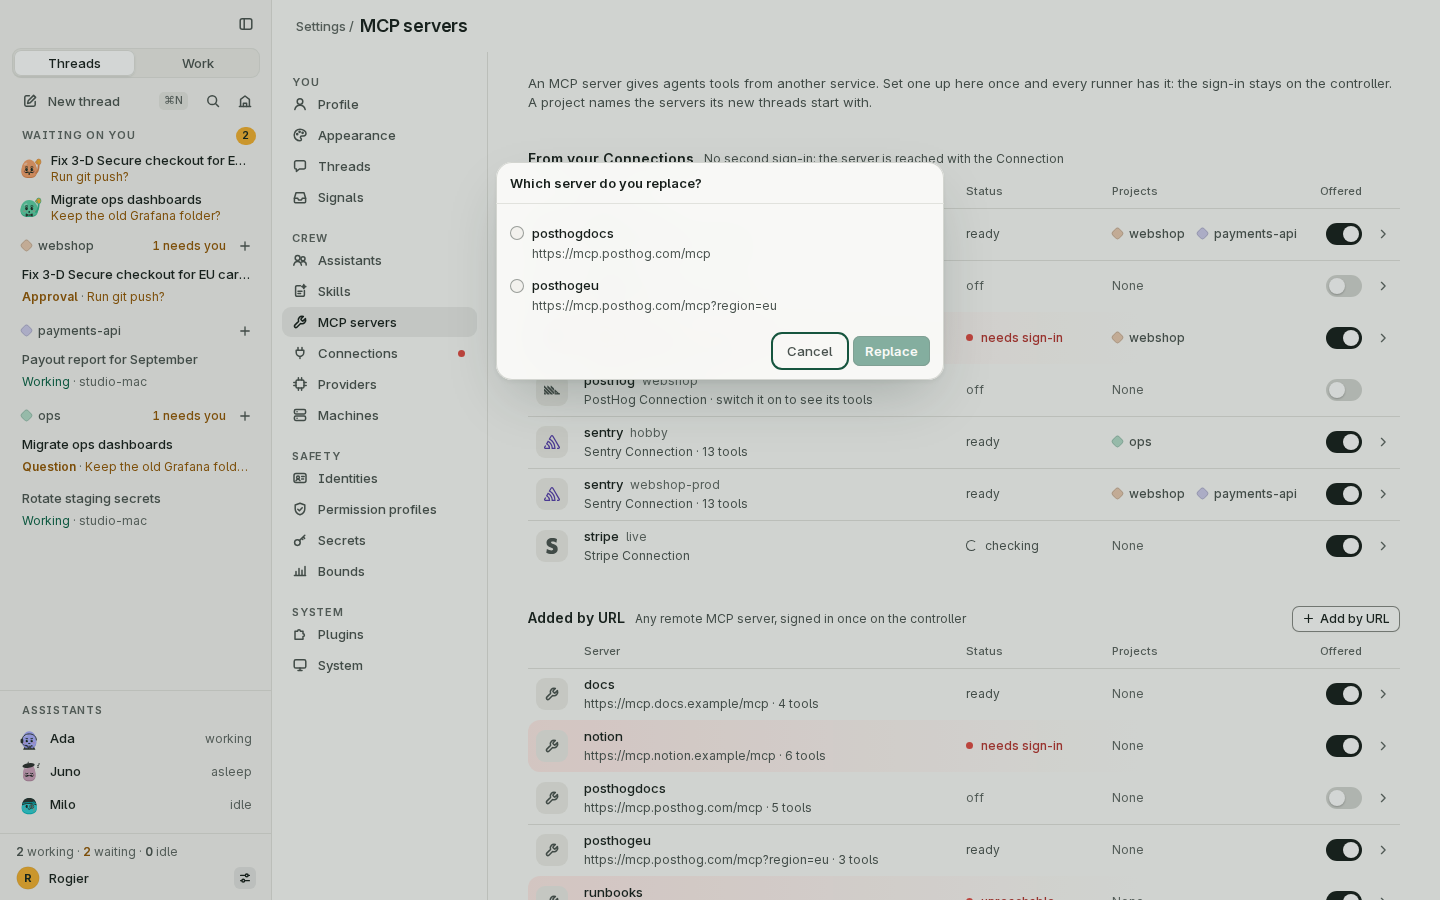 Threads
Work
New thread
⌘N
WAITING ON YOU
2
Fix 3-D Secure checkout for E…
Run git push?
Migrate ops dashboards
Keep the old Grafana folder?
webshop
1 needs you
Fix 3-D Secure checkout for EU car…
Approval · Run git push?
payments-api
Payout report for September
Working · studio-mac
ops
1 needs you
Migrate ops dashboards
Question · Keep the old Grafana fold…
Rotate staging secrets
Working · studio-mac
ASSISTANTS
Ada
working
Juno
asleep
Milo
idle
2 working · 2 waiting · 0 idle
R
Rogier
Settings / MCP servers
YOU
Profile
Appearance
Threads
Signals
CREW
Assistants
Skills
MCP servers
Connections
Providers
Machines
SAFETY
Identities
Permission profiles
Secrets
Bounds
SYSTEM
Plugins
System
An MCP server gives agents tools from another service. Set one up here once and every runner has it: the sign-in stays on the controller.
A project names the servers its new threads start with.
From your Connections No second sign-in: the server is reached with the Connection
Status
Projects
Offered
ready
webshop
payments-api
off
None
needs sign-in
webshop
Which server do you replace?
posthogdocs
https://mcp.posthog.com/mcp
posthogeu
https://mcp.posthog.com/mcp?region=eu
Cancel
Replace
posthog webshop
PostHog Connection · switch it on to see its tools
off
None
sentry hobby
Sentry Connection · 13 tools
ready
ops
sentry webshop-prod
Sentry Connection · 13 tools
ready
webshop
payments-api
S
stripe live
Stripe Connection
checking
None
Added by URL Any remote MCP server, signed in once on the controller
Add by URL
Server
Status
Projects
Offered
docs
https://mcp.docs.example/mcp · 4 tools
ready
None
notion
https://mcp.notion.example/mcp · 6 tools
needs sign-in
None
posthogdocs
https://mcp.posthog.com/mcp · 5 tools
off
None
posthogeu
https://mcp.posthog.com/mcp?region=eu · 3 tools
ready
None
runbooks
unreachable
None